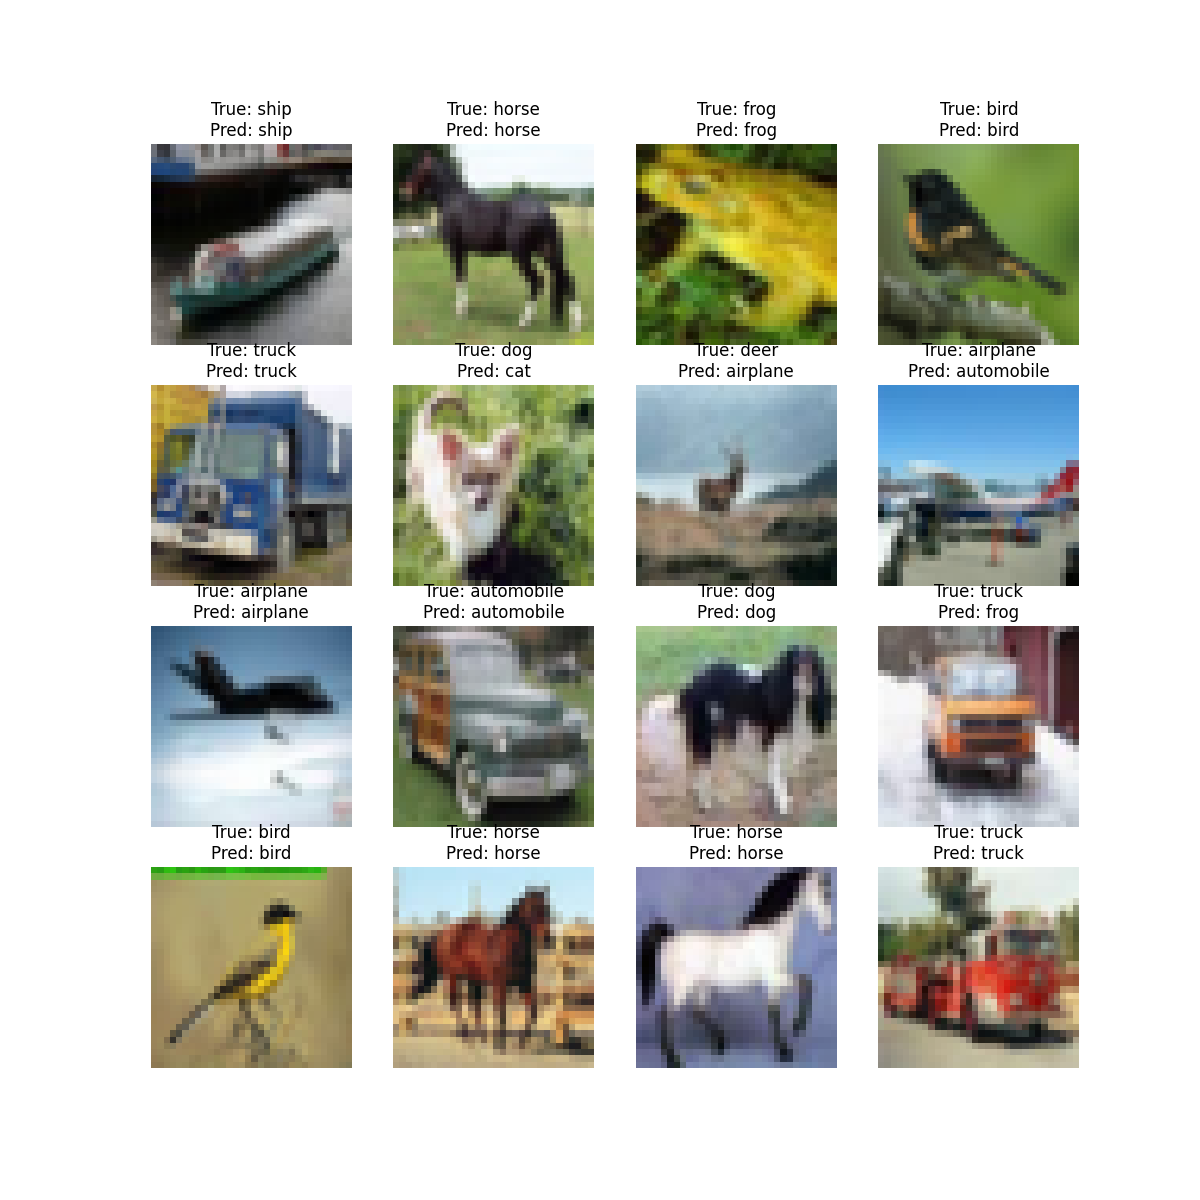 True: ship
Pred: ship
True: horse
Pred: horse
True: frog
Pred: frog
True: bird
Pred: bird
True: truck
Pred: truck
True: dog
Pred: cat
True: deer
Pred: airplane
True: airplane
Pred: automobile
True: airplane
Pred: airplane
True: automobile
Pred: automobile
True: dog
Pred: dog
True: truck
Pred: frog
True: bird
Pred: bird
True: horse
Pred: horse
True: horse
Pred: horse
True: truck
Pred: truck